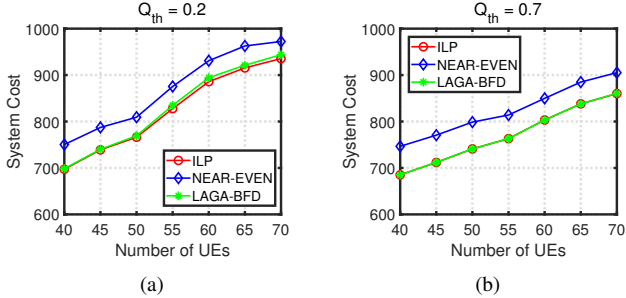 Q_th = 0.2
1000
900
800
700
600
System Cost
40 45 50 55 60 65 70
Number of UEs
ILP
NEAR-EVEN
LAGA-BFD
(a)
Q_th = 0.7
1000
900
800
700
600
System Cost
40 45 50 55 60 65 70
Number of UEs
ILP
NEAR-EVEN
LAGA-BFD
(b)